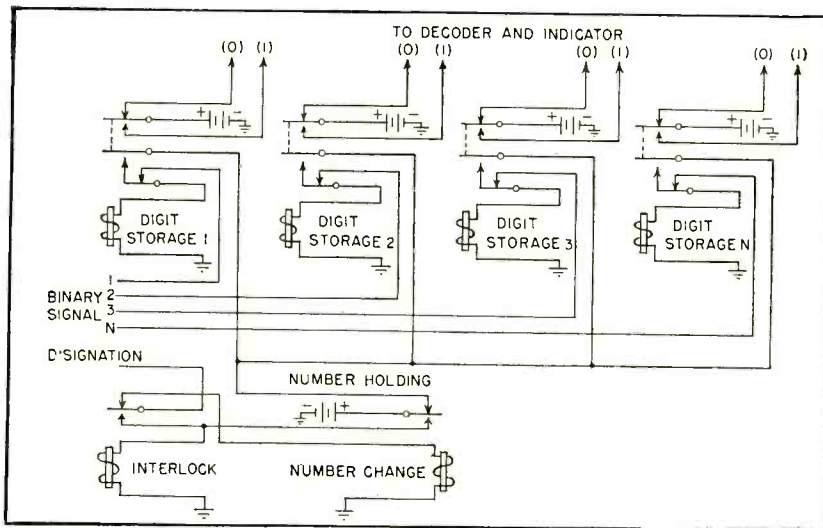 TO DECODER AND INDICATOR
(0) (1) (0) (1) (0) (1) (0) (1)
+ - + - + - + -
DIGIT STORAGE 1
DIGIT STORAGE 2
DIGIT STORAGE 3
DIGIT STORAGE N
BINARY SIGNAL
1
2
3
N
D'SIGNATION
NUMBER HOLDING
- +
INTERLOCK
NUMBER CHANGE